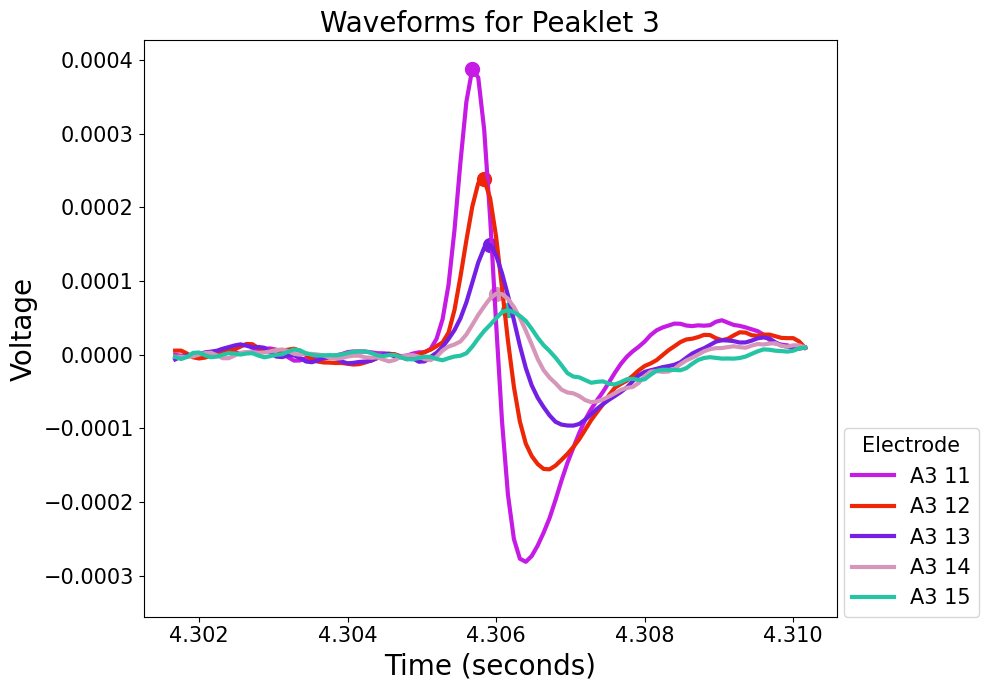 Waveforms for Peaklet 3
Voltage
0.0004
0.0003
0.0002
0.0001
0.0000
−0.0001
−0.0002
−0.0003
4.302 4.304 4.306 4.308 4.310
Time (seconds)
Electrode
A3 11
A3 12
A3 13
A3 14
A3 15